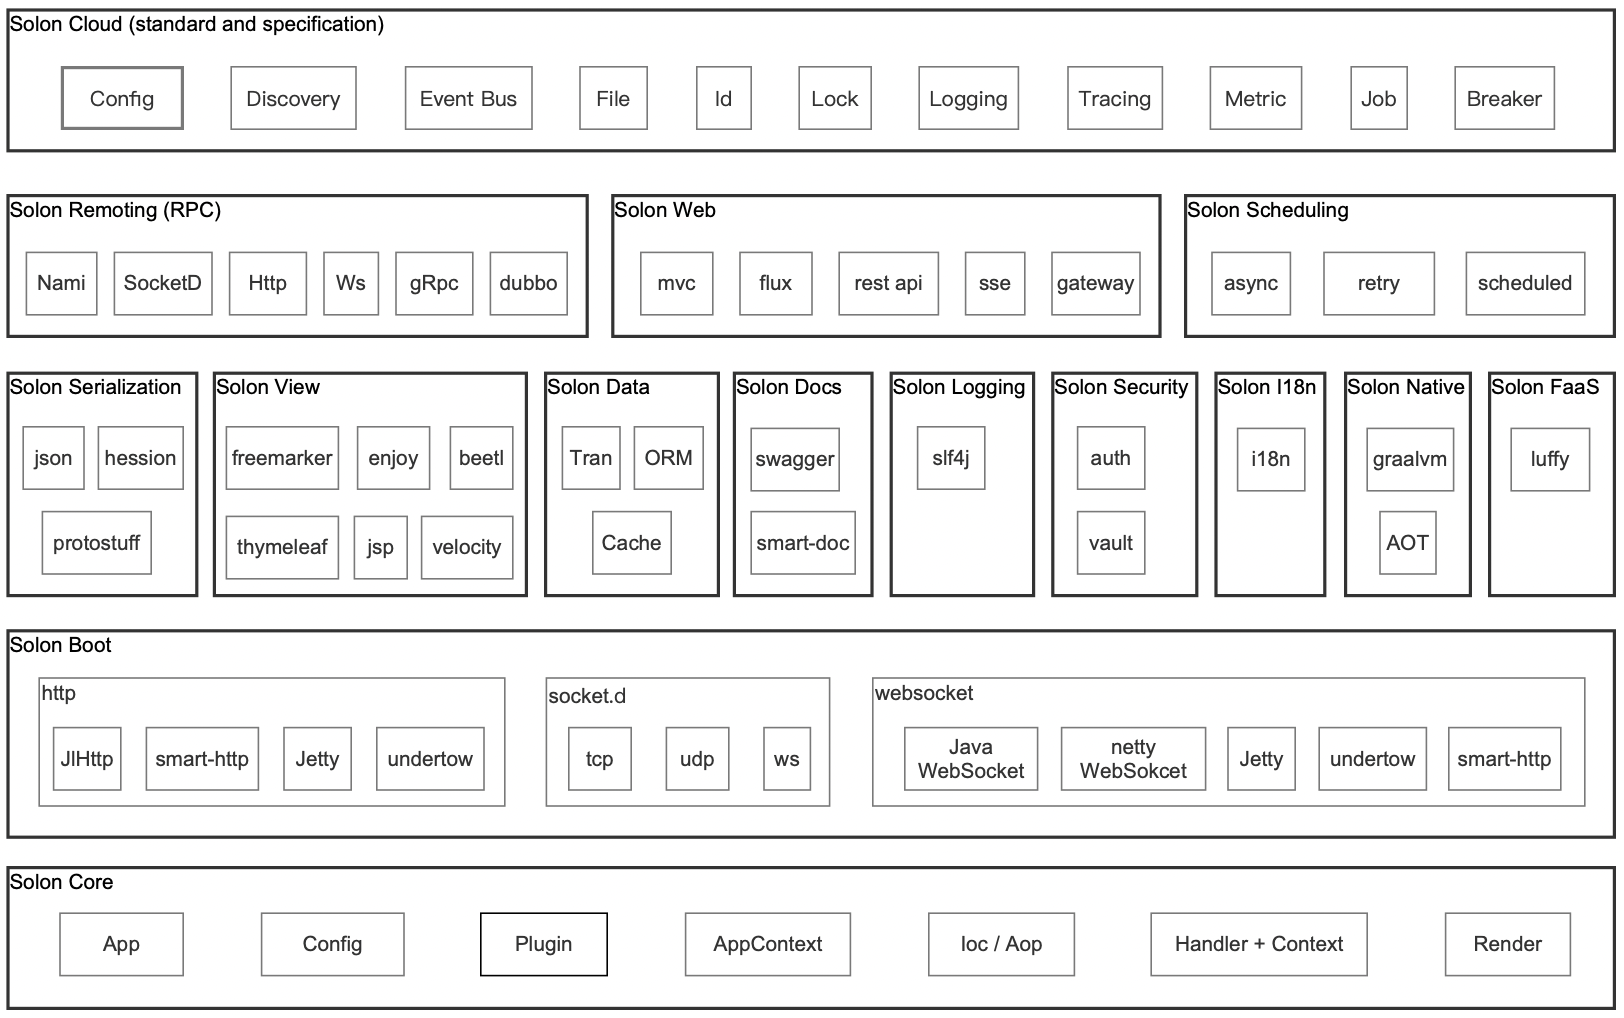 Solon Cloud (standard and specification)
Config
Discovery
Event Bus
File
Id
Lock
Logging
Tracing
Metric
Job
Breaker
Solon Remoting (RPC)
Nami
SocketD
Http
Ws
gRpc
dubbo
Solon Web
mvc
flux
rest api
sse
gateway
Solon Scheduling
async
retry
scheduled
Solon Serialization
json
hession
protostuff
Solon View
freemarker
enjoy
beetl
thymeleaf
jsp
velocity
Solon Data
Tran
ORM
Cache
Solon Docs
swagger
smart-doc
Solon Logging
slf4j
Solon Security
auth
vault
Solon I18n
i18n
Solon Native
graalvm
AOT
Solon FaaS
luffy
Solon Boot
http
JlHttp
smart-http
Jetty
undertow
socket.d
tcp
udp
ws
websocket
Java
WebSocket
netty
WebSokcet
Jetty
undertow
smart-http
Solon Core
App
Config
Plugin
AppContext
Ioc / Aop
Handler + Context
Render